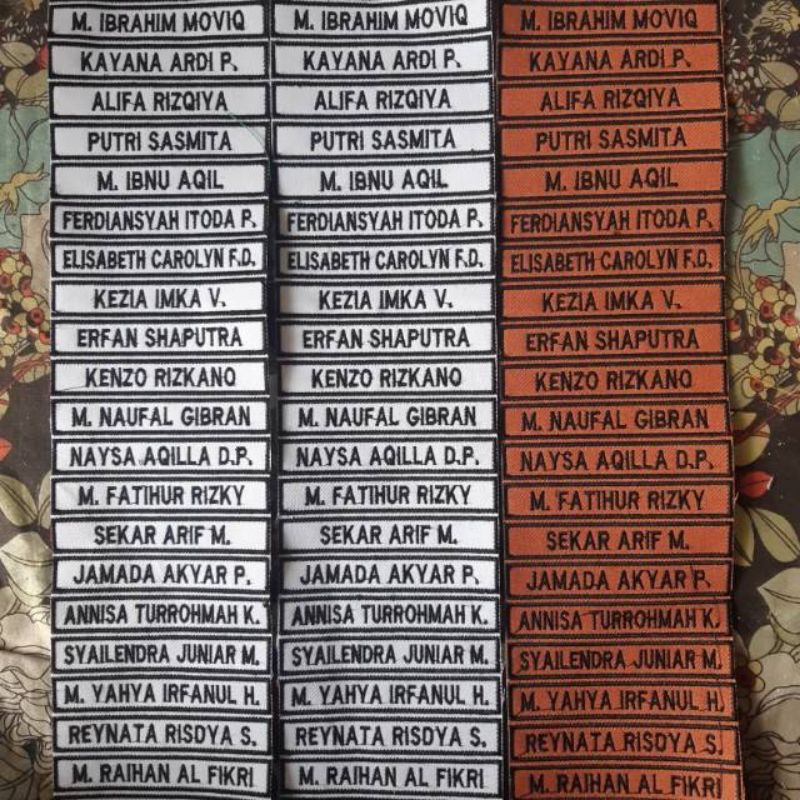 M. IBRAHIM MOVIQ M. IBRAHIM MOVIQ M. IBRAHIM MOVIQ
KAYANA ARDI P. KAYANA ARDI P. KAYANA ARDI P.
ALIFA RIZQIYA ALIFA RIZQIYA ALIFA RIZQIYA
PUTRI SASMITA PUTRI SASMITA PUTRI SASMITA
M. IBNU AQIL M. IBNU AQIL M. IBNU AQIL
FERDIANSYAH ITODA P. FERDIANSYAH ITODA P. FERDIANSYAH ITODA P.
ELISABETH CAROLYN F.D. ELISABETH CAROLYN F.D. ELISABETH CAROLYN F.D.
KEZIA IMKA V. KEZIA IMKA V. KEZIA IMKA V.
ERFAN SHAPUTRA ERFAN SHAPUTRA ERFAN SHAPUTRA
KENZO RIZKANO KENZO RIZKANO KENZO RIZKANO
M. NAUFAL GIBRAN M. NAUFAL GIBRAN M. NAUFAL GIBRAN
NAYSA AQILLA D.P. NAYSA AQILLA D.P. NAYSA AQILLA D.P.
M. FATIHUR RIZKY M. FATIHUR RIZKY M. FATIHUR RIZKY
SEKAR ARIF M. SEKAR ARIF M. SEKAR ARIF M.
JAMADA AKYAR P. JAMADA AKYAR P. JAMADA AKYAR P.
ANNISA TURROHMAH K. ANNISA TURROHMAH K. ANNISA TURROHMAH K.
SYAILENDRA JUNIAR M. SYAILENDRA JUNIAR M. SYAILENDRA JUNIAR M.
M. YAHYA IRFANUL H. M. YAHYA IRFANUL H. M. YAHYA IRFANUL H.
REYNATA RISDYA S. REYNATA RISDYA S. REYNATA RISDYA S.
M. RAIHAN AL FIKRI M. RAIHAN AL FIKRI M. RAIHAN AL FIKRI